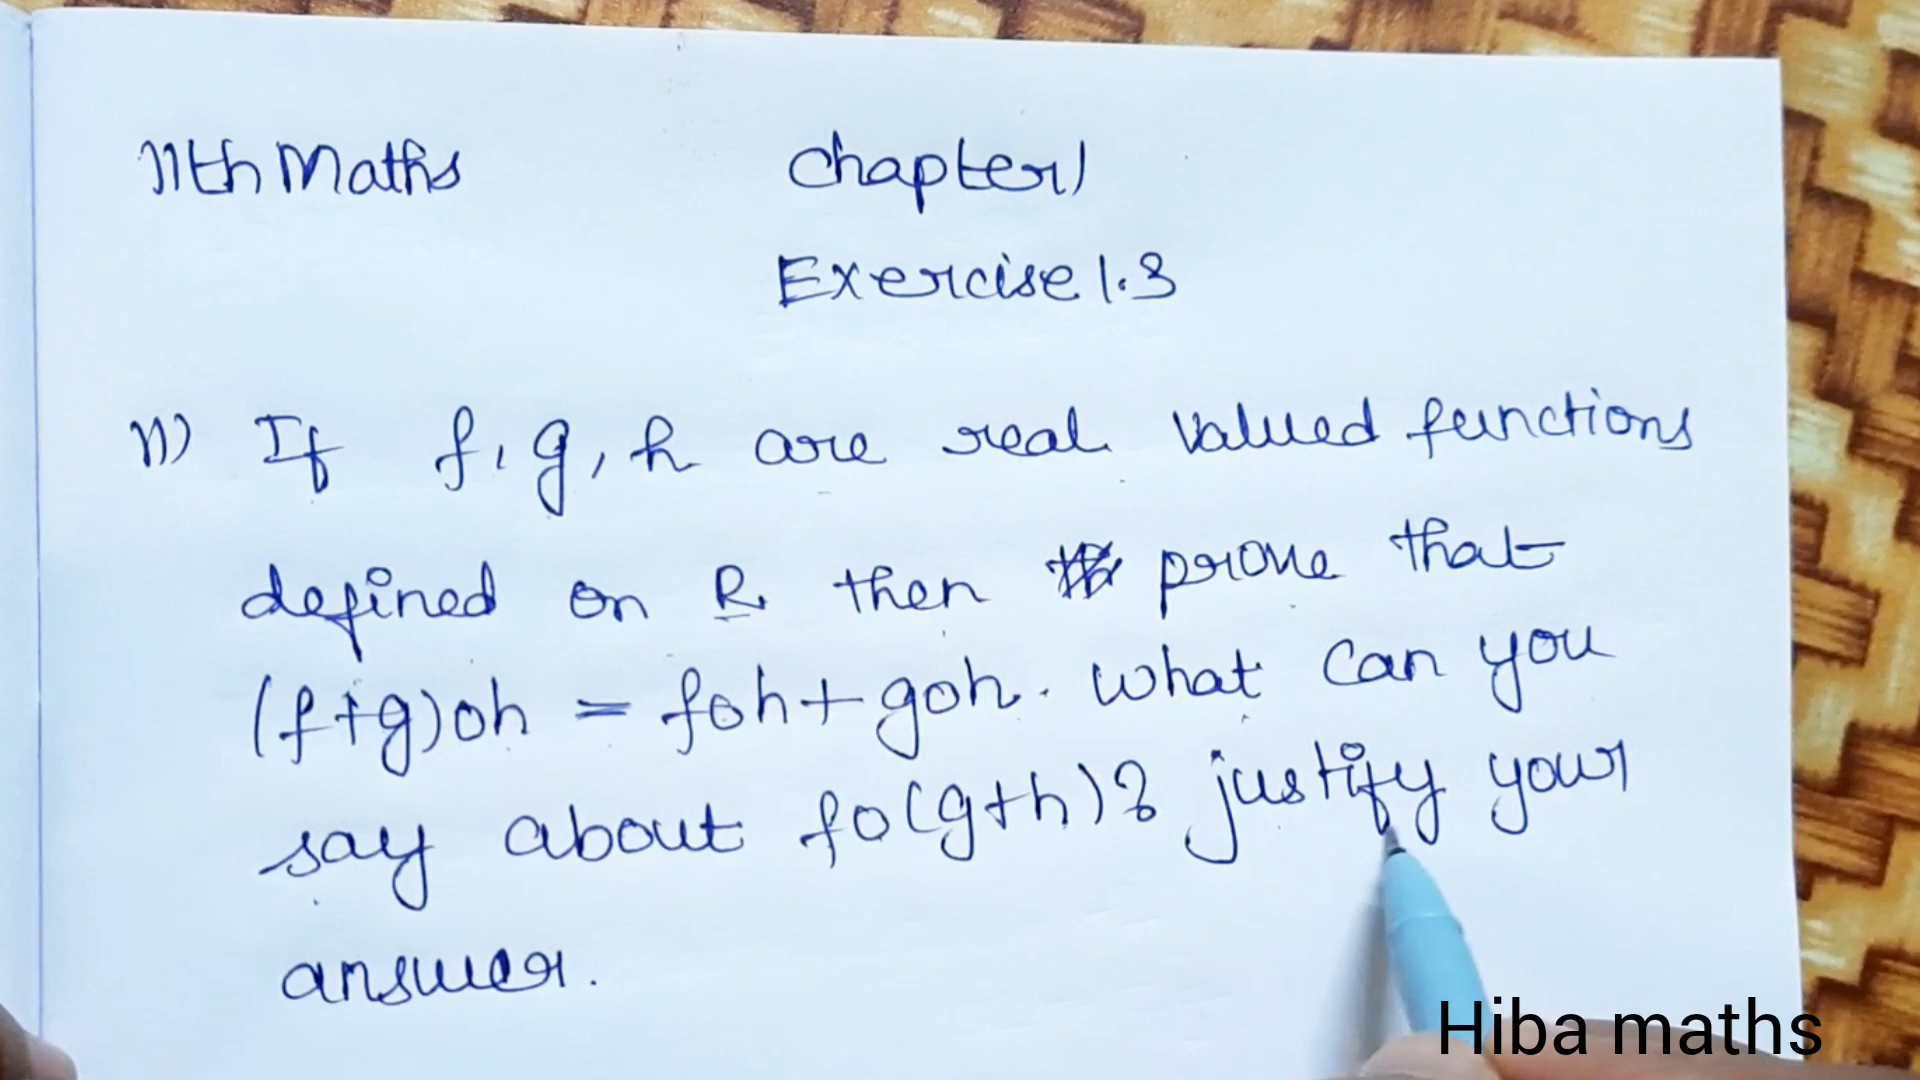 11th Maths Chapter 1
Exercise 1.3
11) If f, g, h are real valued functions
defined on R then prove that
(f+g)oh = foh + goh. What can you
say about fo(g+h)? justify your
answer.
Hiba maths